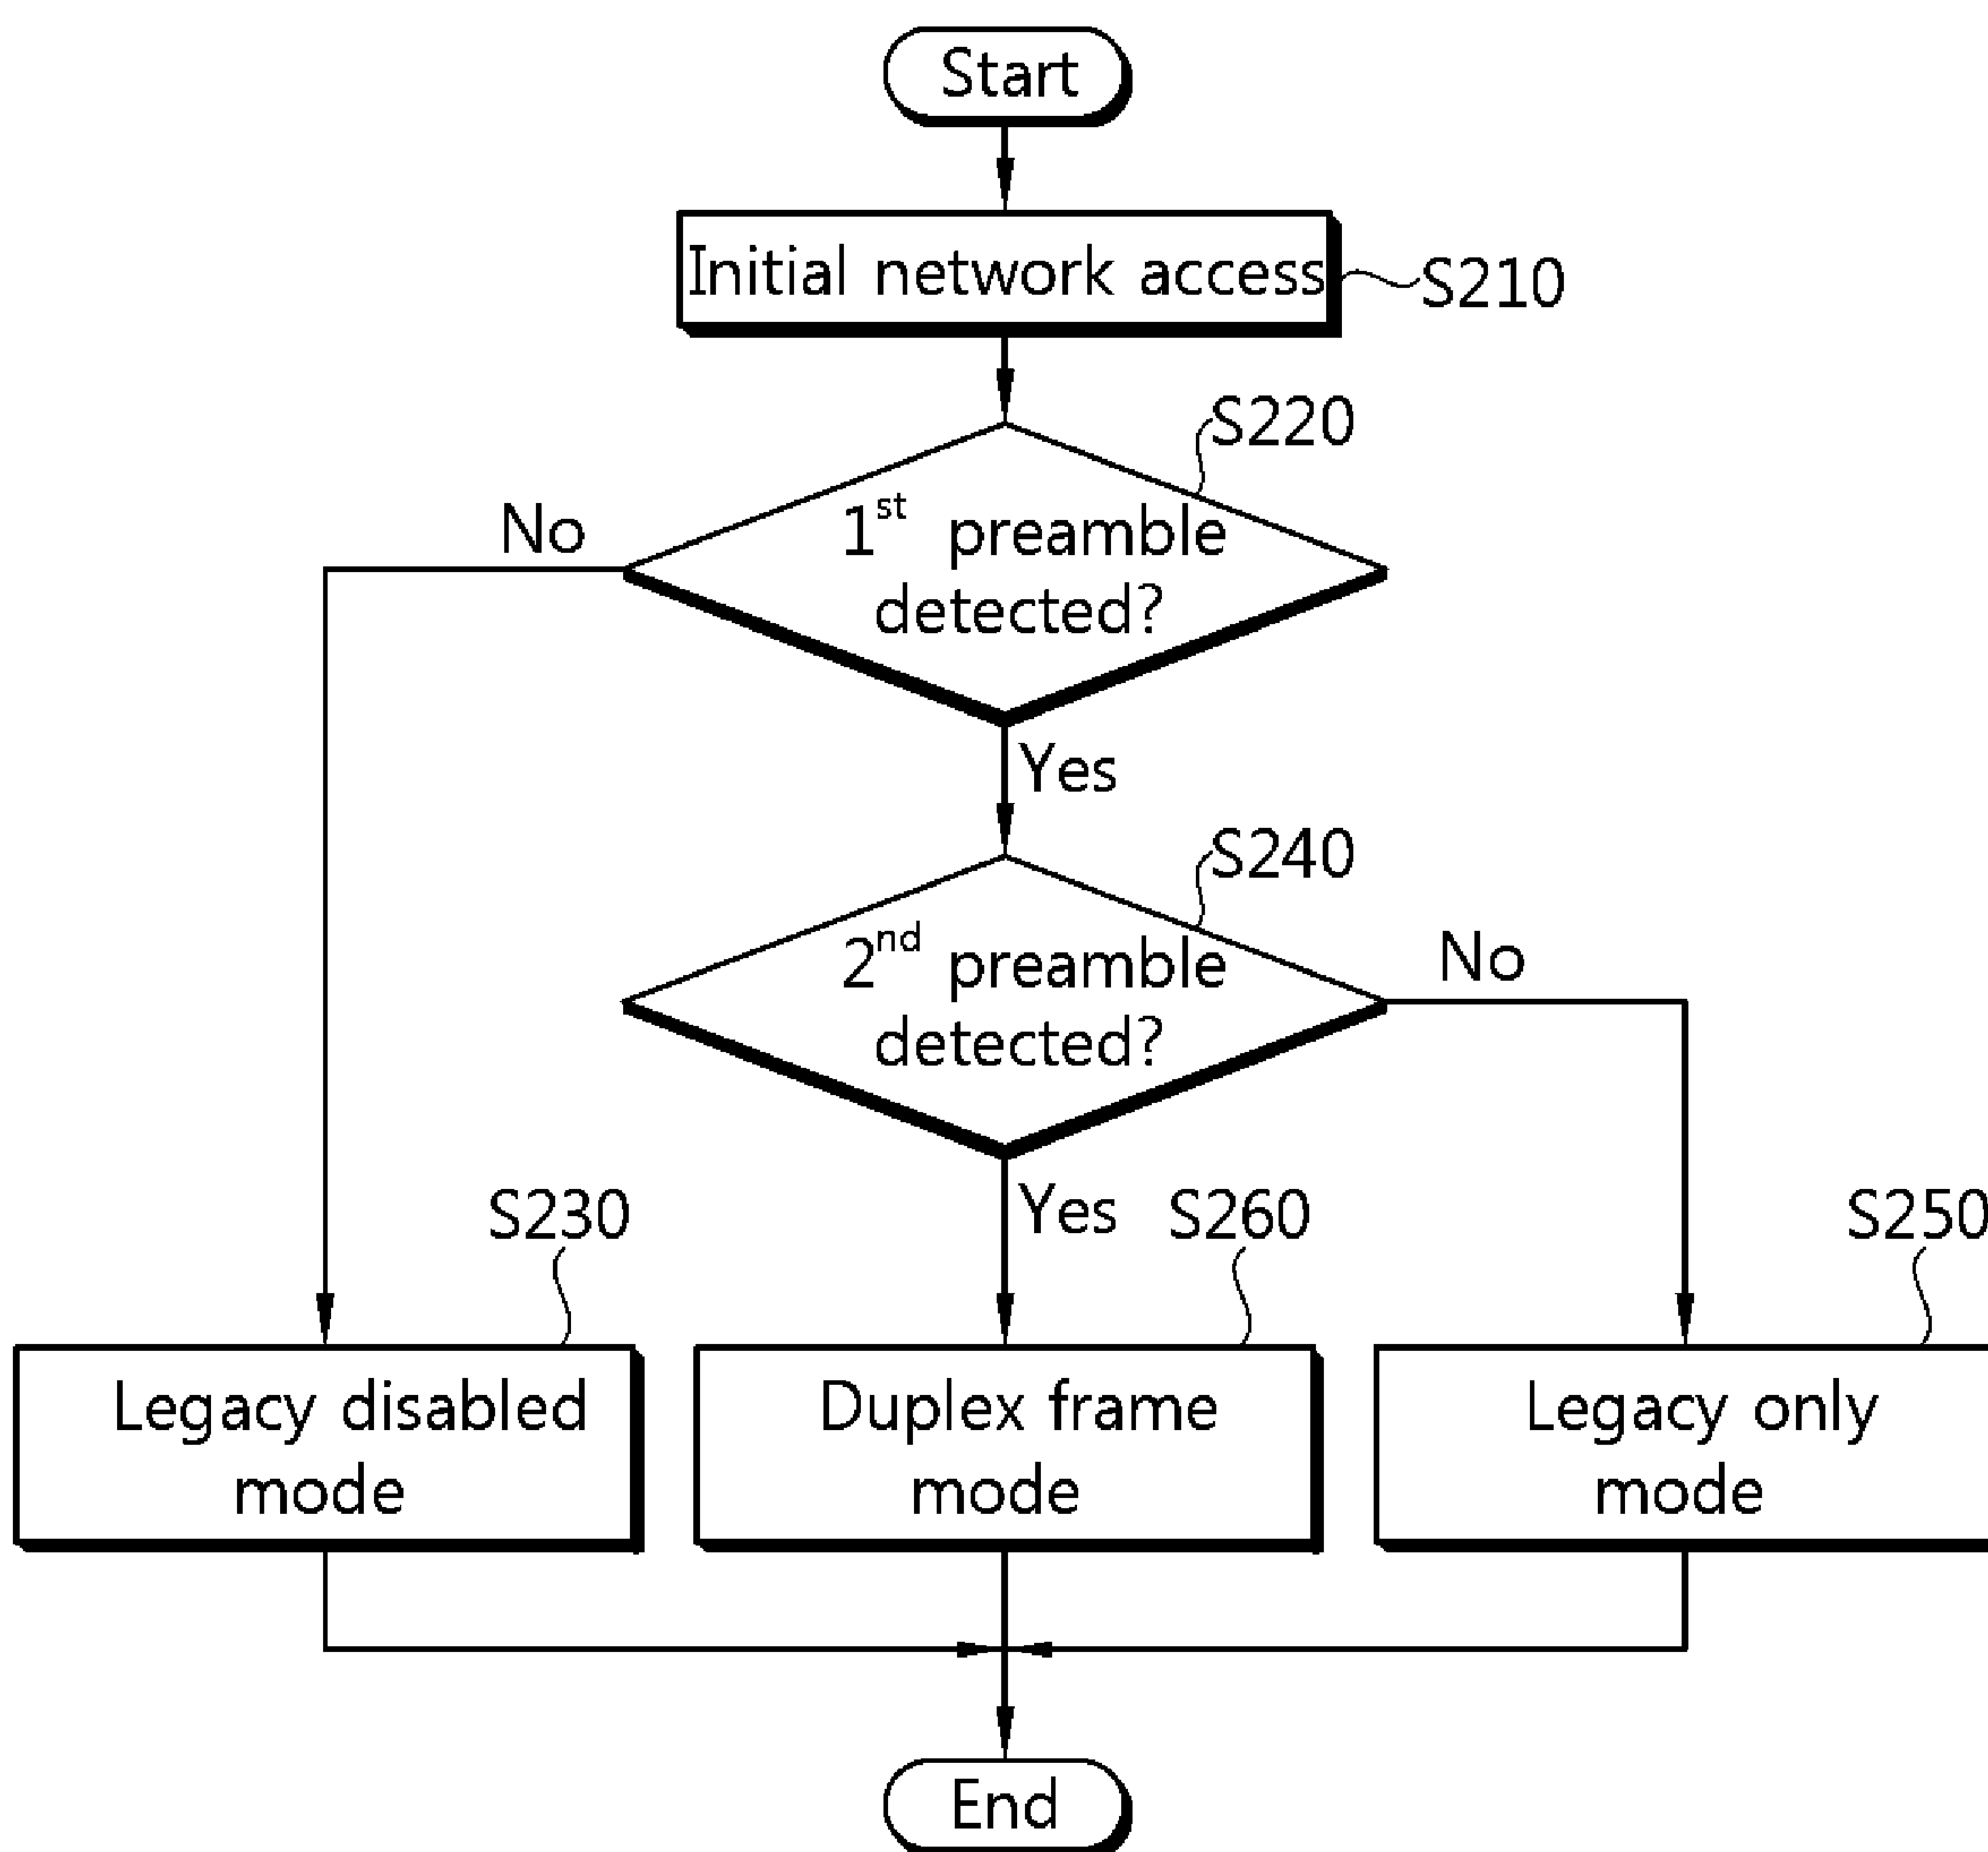 Start
Initial network access
S210
S220
No
1st preamble
detected?
Yes
S240
2nd preamble
detected?
No
Yes
S230
S260
S250
Legacy disabled
mode
Duplex frame
mode
Legacy only
mode
End